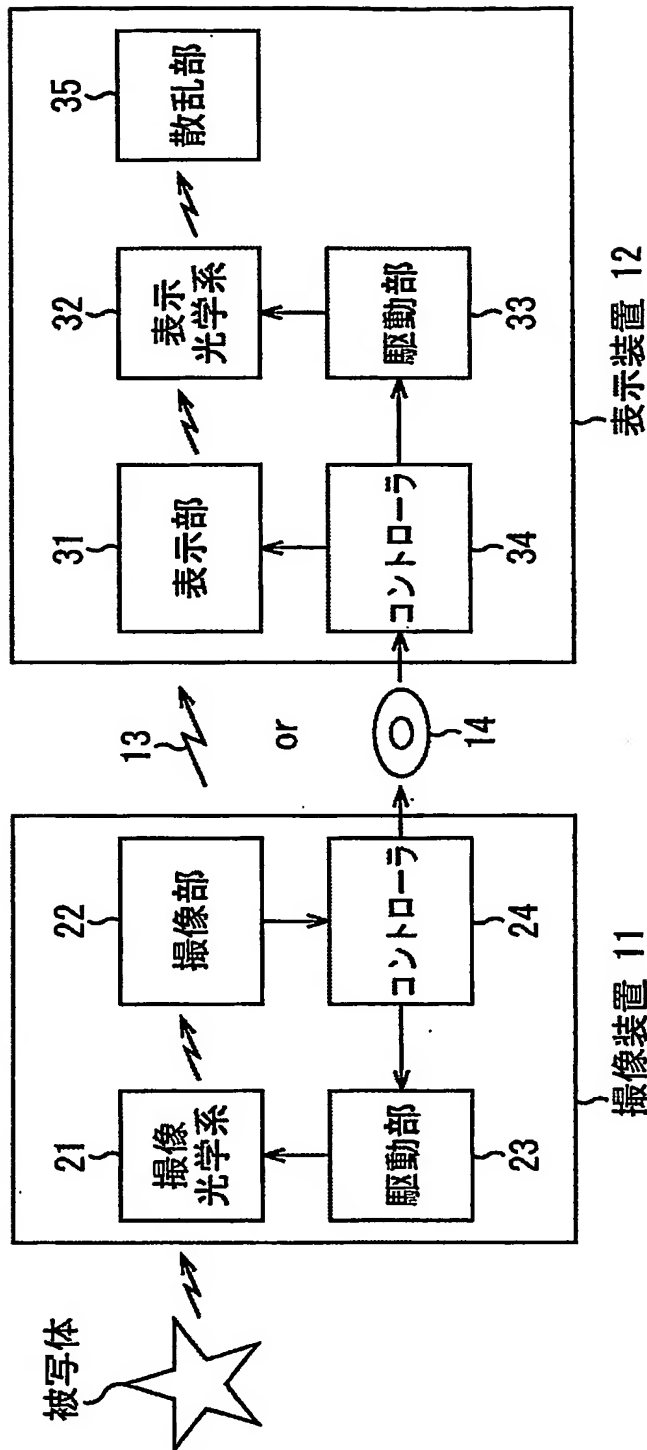 被写体
21
撮像
光学系
22
撮像部
駆動部
23
コントローラ
24
撮像装置 11
13
or
14
31
表示部
32
表示
光学系
35
散乱部
コントローラ
34
駆動部
33
表示装置 12